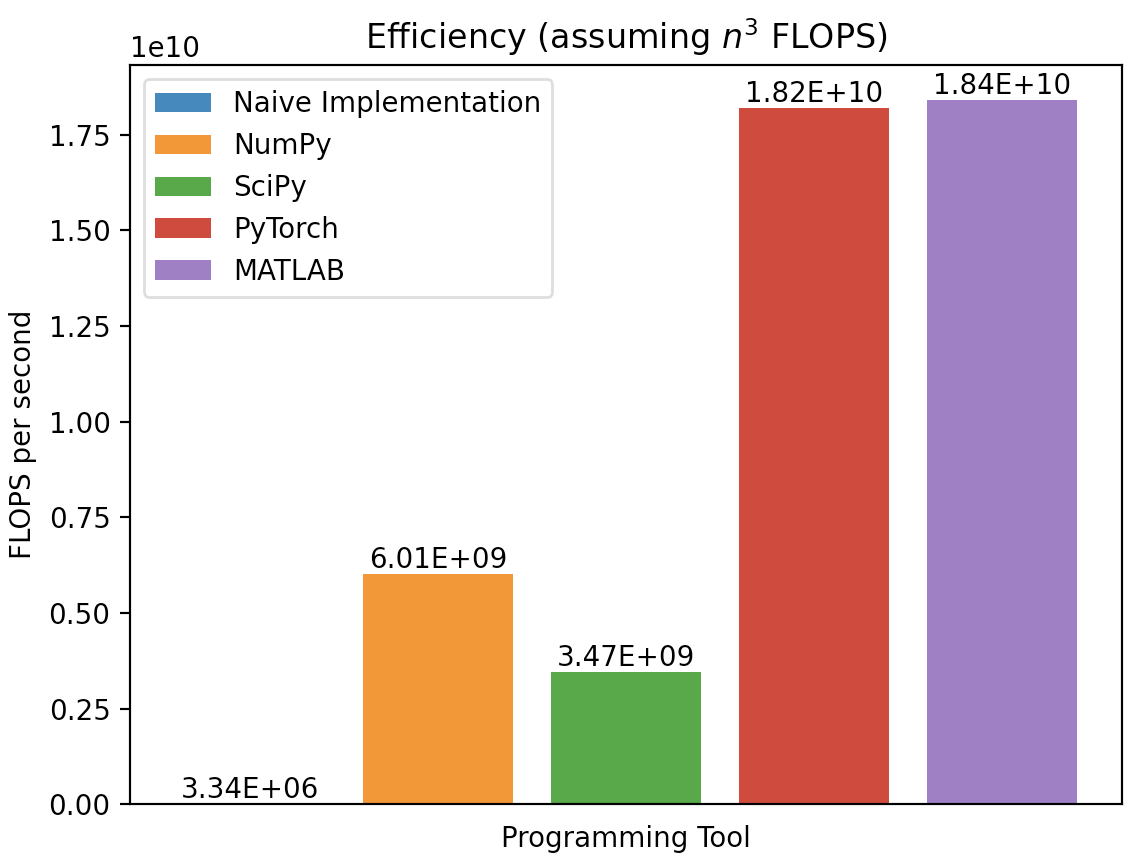 Efficiency (assuming n³ FLOPS)
1e10
Naive Implementation
NumPy
SciPy
PyTorch
MATLAB
1.82E+10
1.84E+10
6.01E+09
3.47E+09
3.34E+06
1.75
1.50
1.25
1.00
0.75
0.50
0.25
0.00
FLOPS per second
Programming Tool